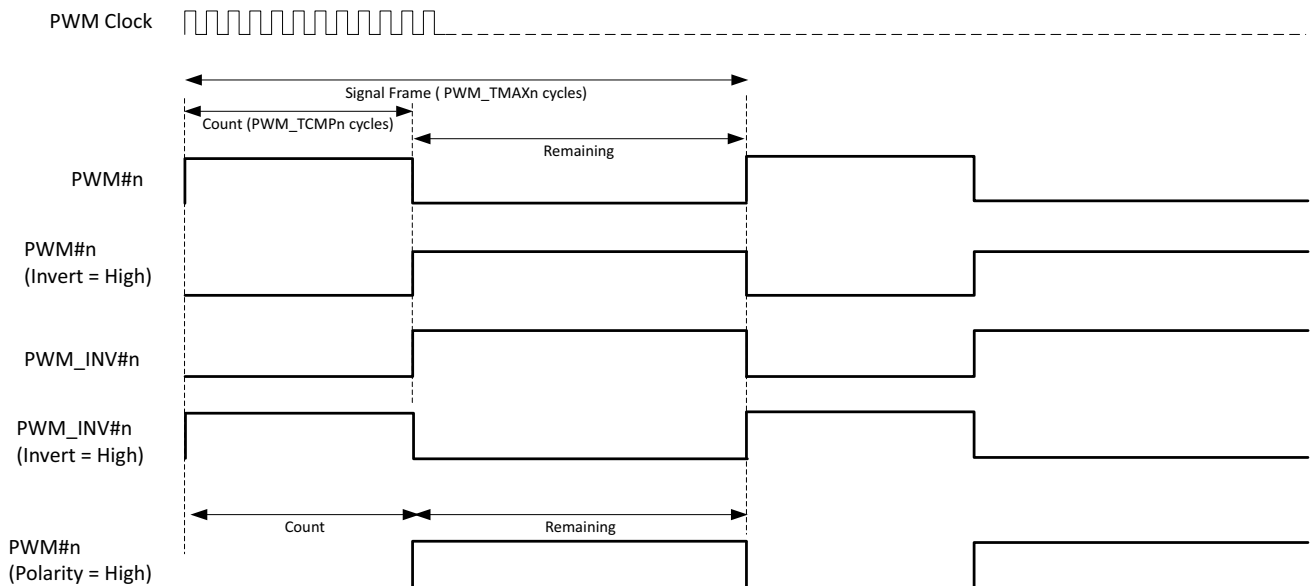 PWM Clock
Signal Frame ( PWM_TMAXn cycles)
Count (PWM_TCMPn cycles)
Remaining
PWM#n
PWM#n
(Invert = High)
PWM_INV#n
PWM_INV#n
(Invert = High)
Count
Remaining
PWM#n
(Polarity = High)